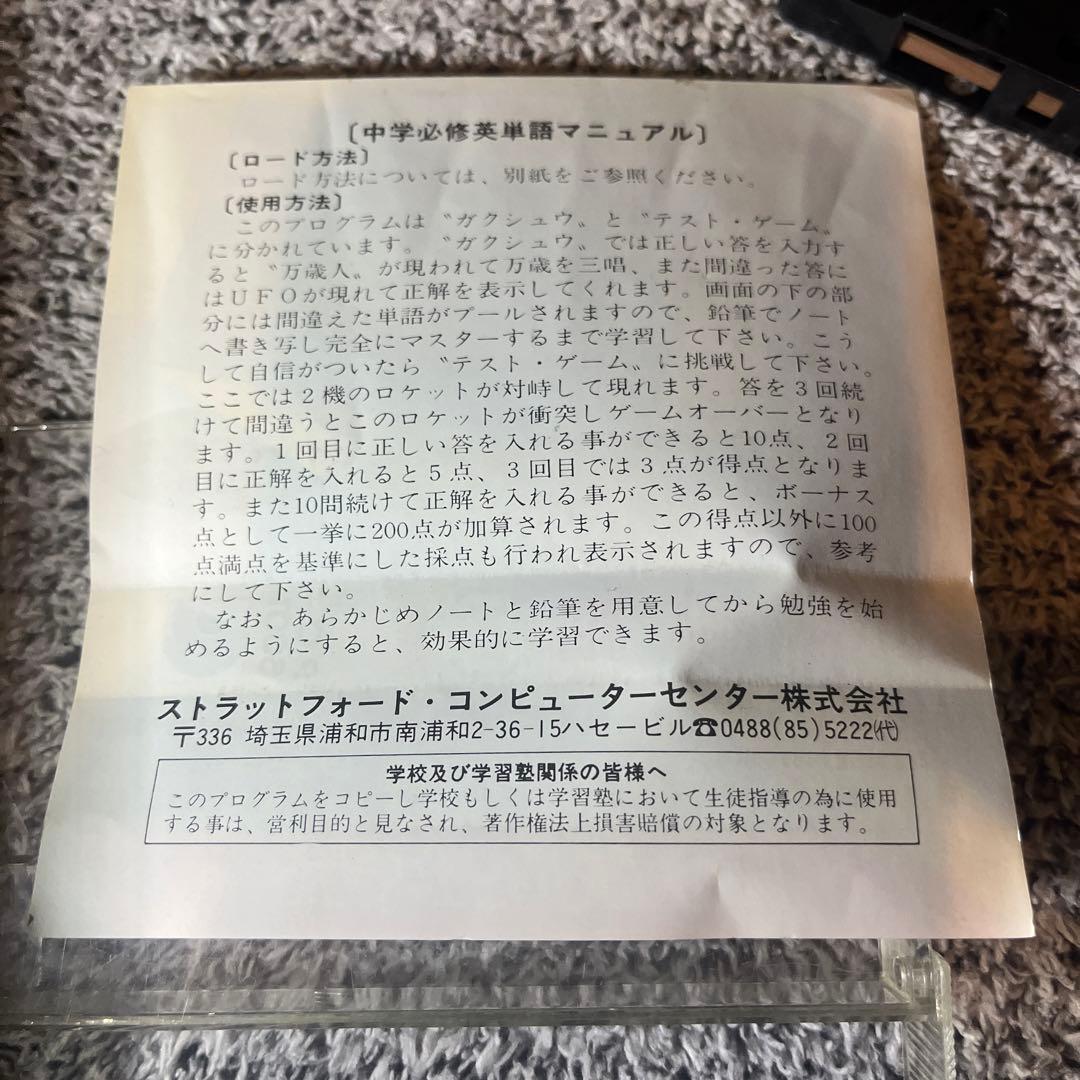 〔中学必修英単語マニュアル〕
〔ロード方法〕
ロード方法については、別紙をご参照ください。
〔使用方法〕
このプログラムは〝ガクシュウ〟と〝テスト・ゲーム〟
に分かれています。〝ガクシュウ〟では正しい答を入力す
ると〝万歳人〟が現われて万歳を三唱、また間違った答に
はUFOが現れて正解を表示してくれます。画面の下の部
分には間違えた単語がプールされますので、鉛筆でノート
へ書き写し完全にマスターするまで学習して下さい。こう
して自信がついたら〝テスト・ゲーム〟に挑戦して下さい。
ここでは2機のロケットが対峙して現れます。答を3回続
けて間違うとこのロケットが衝突しゲームオーバーとなり
ます。1回目に正しい答を入れる事ができると10点、2回
目に正解を入れると5点、3回目では3点が得点となりま
す。また10問続けて正解を入れる事ができると、ボーナス
点として一挙に200点が加算されます。この得点以外に100
点満点を基準にした採点も行われ表示されますので、参考
にして下さい。
なお、あらかじめノートと鉛筆を用意してから勉強を始
めるようにすると、効果的に学習できます。
ストラットフォード・コンピューターセンター株式会社
〒336 埼玉県浦和市南浦和2-36-15ハセービル☎0488(85)5222㈹
学校及び学習塾関係の皆様へ
このプログラムをコピーし学校もしくは学習塾において生徒指導の為に使用
する事は、営利目的と見なされ、著作権法上損害賠償の対象となります。